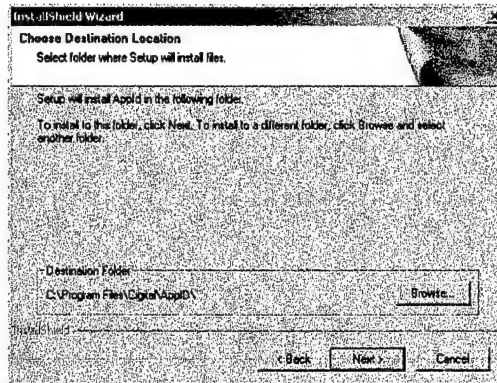 InstallShield Wizard
Choose Destination Location
Select folder where Setup will install files.
Setup will install AppId in the following folder.
To install to this folder, click Next. To install to a different folder, click Browse and select
another folder.
Destination Folder
C:\Program Files\Cigital\AppID\
Browse...
InstallShield
< Back
Next >
Cancel